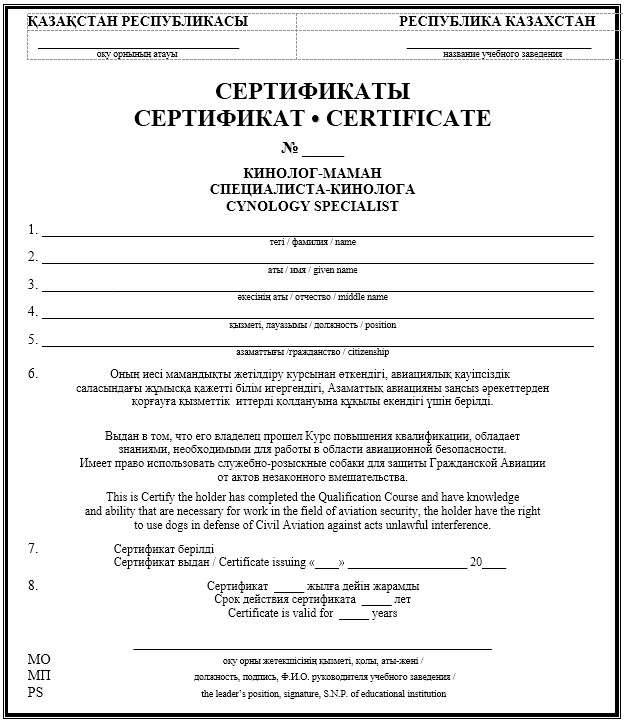 ҚАЗАҚСТАН РЕСПУБЛИКАСЫ РЕСПУБЛИКА КАЗАХСТАН
оқу орнының атауы название учебного заведения
СЕРТИФИКАТЫ
СЕРТИФИКАТ • CERTIFICATE
№ _____
КИНОЛОГ-МАМАН
СПЕЦИАЛИСТА-КИНОЛОГА
CYNOLOGY SPECIALIST
1.
тегі / фамилия / name
2.
аты / имя / given name
3.
әкесінің аты / отчество / middle name
4.
қызметі, лауазымы / должность / position
5.
азаматтығы /гражданство / citizenship
6. Оның иесі мамандықты жетілдіру курсынан өткендігі, авиациялық қауіпсіздік
саласындағы жұмысқа қажетті білім игергендігі, Азаматтық авиацияны заңсыз әрекеттерден
қорғауға қызметтік иттерді қолдануына құқылы екендігі үшін берілді.
Выдан в том, что его владелец прошел Курс повышения квалификации, обладает
знаниями, необходимыми для работы в области авиационной безопасности.
Имеет право использовать служебно-розыскные собаки для защиты Гражданской Авиации
от актов незаконного вмешательства.
This is Certify the holder has completed the Qualification Course and have knowledge
and ability that are necessary for work in the field of aviation security, the holder have the right
to use dogs in defense of Civil Aviation against acts unlawful interference.
7. Сертификат берілді
Сертификат выдан / Certificate issuing «____» ____________________ 20____
8. Сертификат _____ жылға дейін жарамды
Срок действия сертификата _____ лет
Certificate is valid for _____ years
МО оқу орны жетекшісінің қызметі, қолы, аты-жөні /
МП должность, подпись, Ф.И.О. руководителя учебного заведения /
PS the leader's position, signature, S.N.P. of educational institution